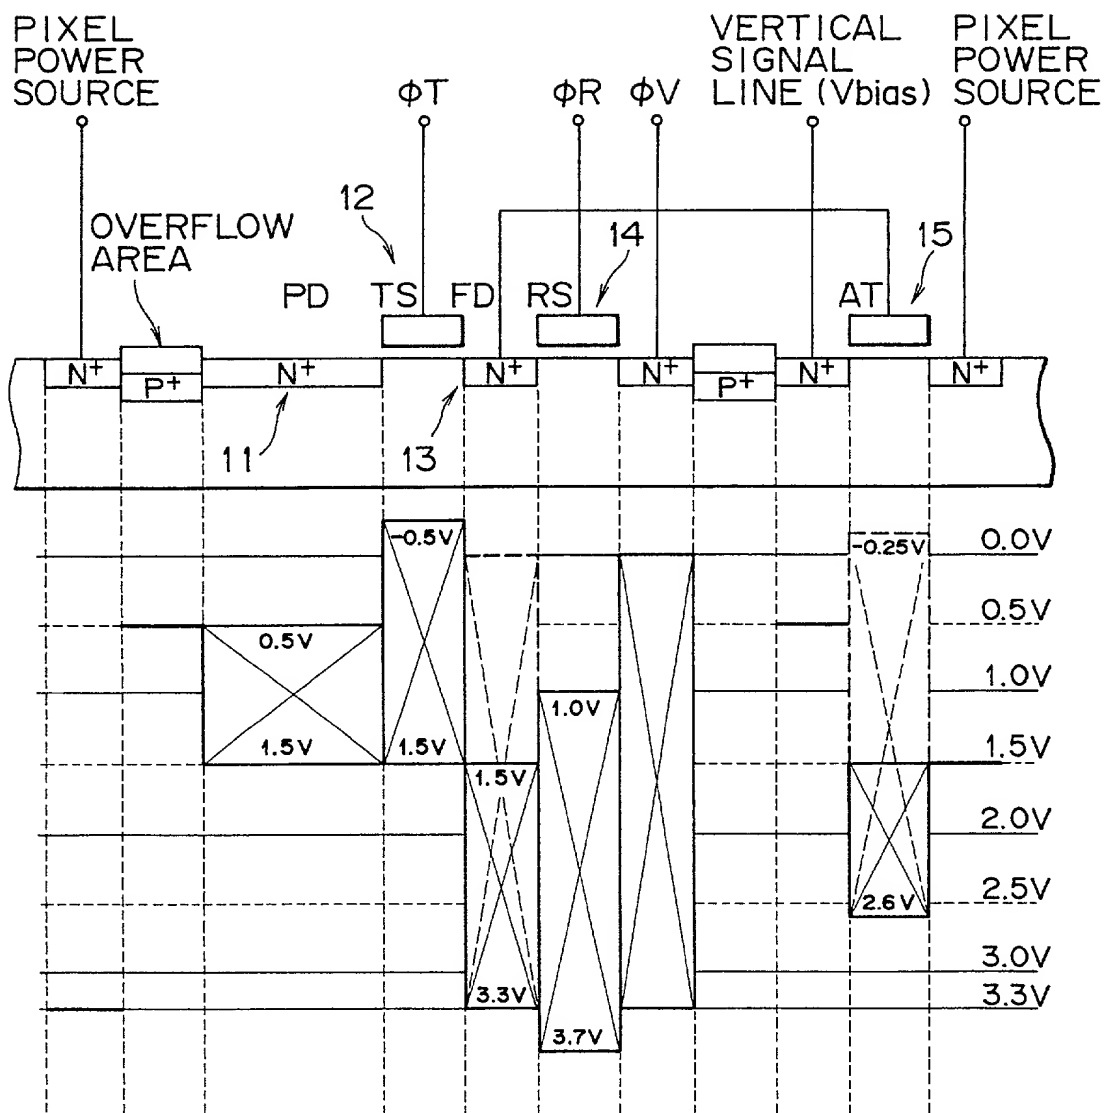 PIXEL
POWER
SOURCE
ΦT
ΦR
ΦV
VERTICAL
SIGNAL
LINE (Vbias)
PIXEL
POWER
SOURCE
12
OVERFLOW
AREA
14
15
PD
TS
FD
RS
AT
N+
P+
N+
N+
N+
P+
N+
N+
11
13
-0.5V
-0.25V
0.0V
0.5V
0.5V
1.0V
1.0V
1.5V
1.5V
1.5V
1.5V
2.0V
2.6V
2.5V
3.0V
3.3V
3.3V
3.7V